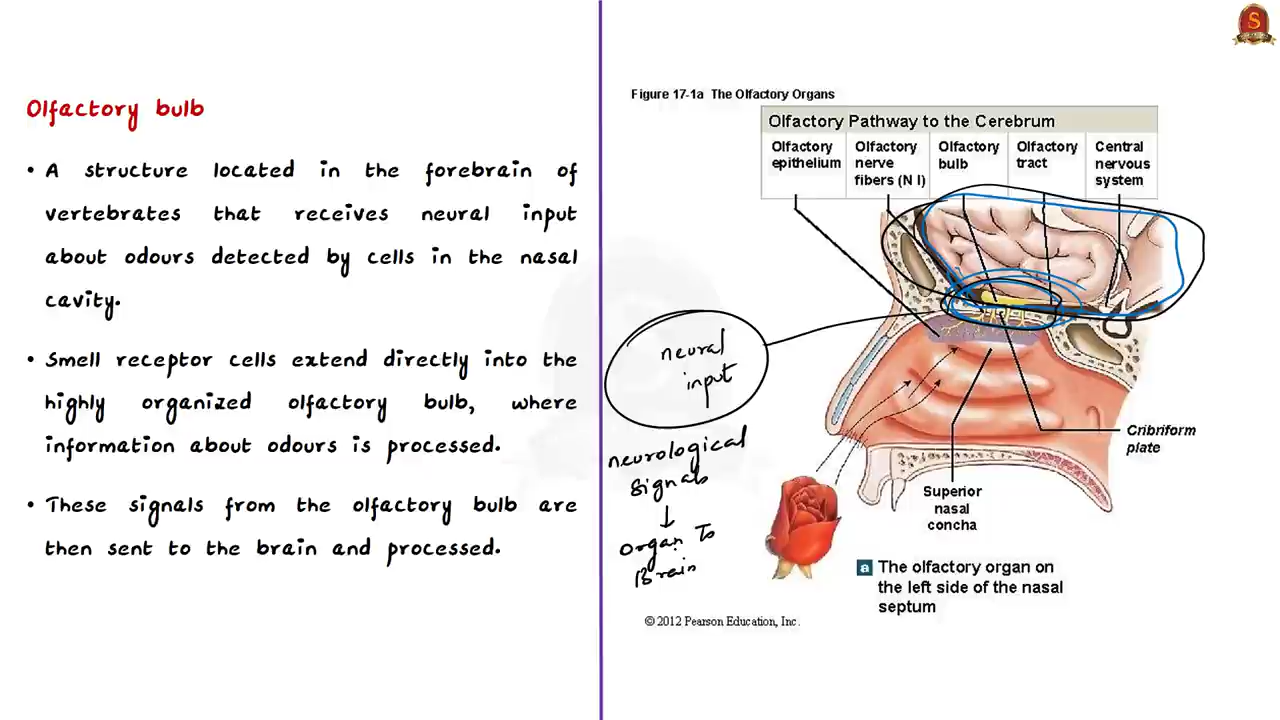 Olfactory bulb
• A structure located in the forebrain of
vertebrates that receives neural input
about odours detected by cells in the nasal
cavity.
• Smell receptor cells extend directly into the
highly organized olfactory bulb, where
information about odours is processed.
• These signals from the olfactory bulb are
then sent to the brain and processed.
S
Figure 17-1a The Olfactory Organs
Olfactory Pathway to the Cerebrum
Olfactory
epithelium
Olfactory
nerve
fibers (N I)
Olfactory
bulb
Olfactory
tract
Central
nervous
system
neural
input
neurological
signals
organ To
Brain
Cribriform
plate
Superior
nasal
concha
a The olfactory organ on
the left side of the nasal
septum
© 2012 Pearson Education, Inc.